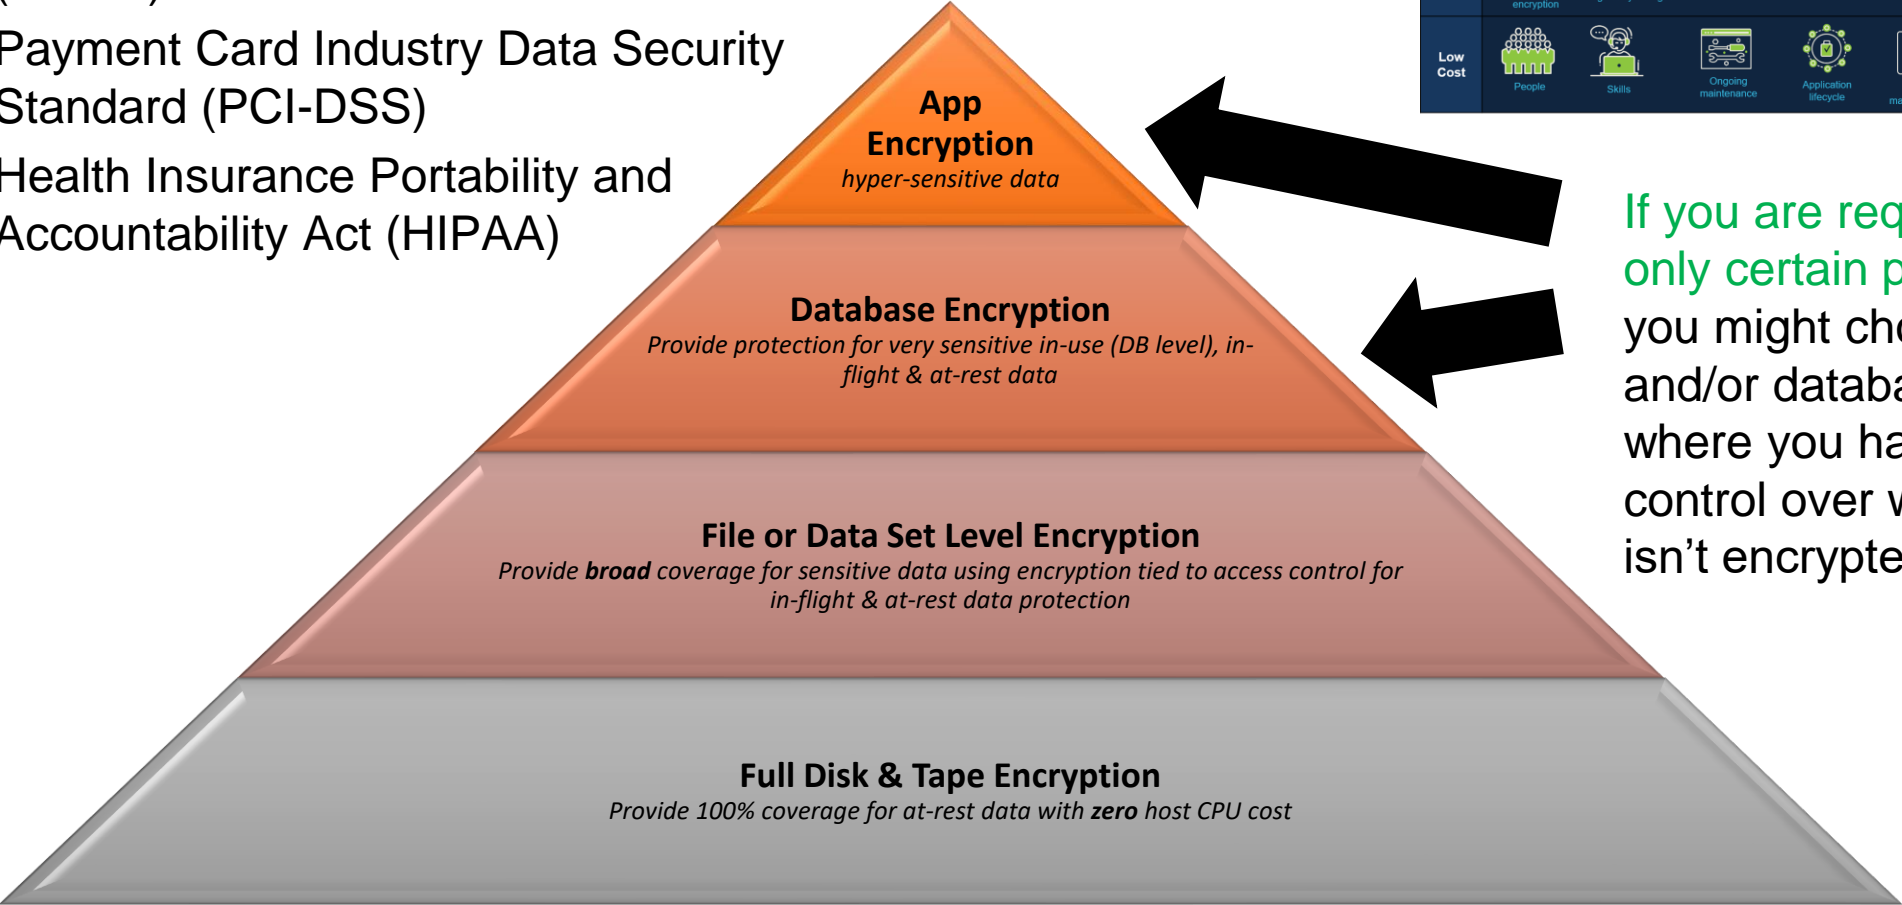 Payment Card Industry Data Security
Standard (PCI-DSS)
Health Insurance Portability and
Accountability Act (HIPAA)
App
Encryption
hyper-sensitive data
Database Encryption
Provide protection for very sensitive in-use (DB level), in-
flight & at-rest data
File or Data Set Level Encryption
Provide broad coverage for sensitive data using encryption tied to access control for
in-flight & at-rest data protection
Full Disk & Tape Encryption
Provide 100% coverage for at-rest data with zero host CPU cost
encryption
Low
Cost
People
Skills
Ongoing
maintenance
Application
lifecycle
If you are
only certain
you might
and/or
where you
control over
isn't